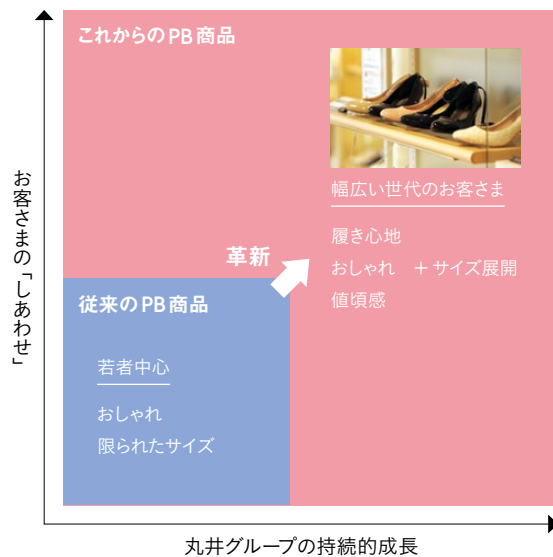 これからのPB商品
幅広い世代のお客さま
履き心地
おしゃれ ＋サイズ展開
値頃感
革新
従来のPB商品
若者中心
おしゃれ
限られたサイズ
お客さまの「しあわせ」
丸井グループの持続的成長